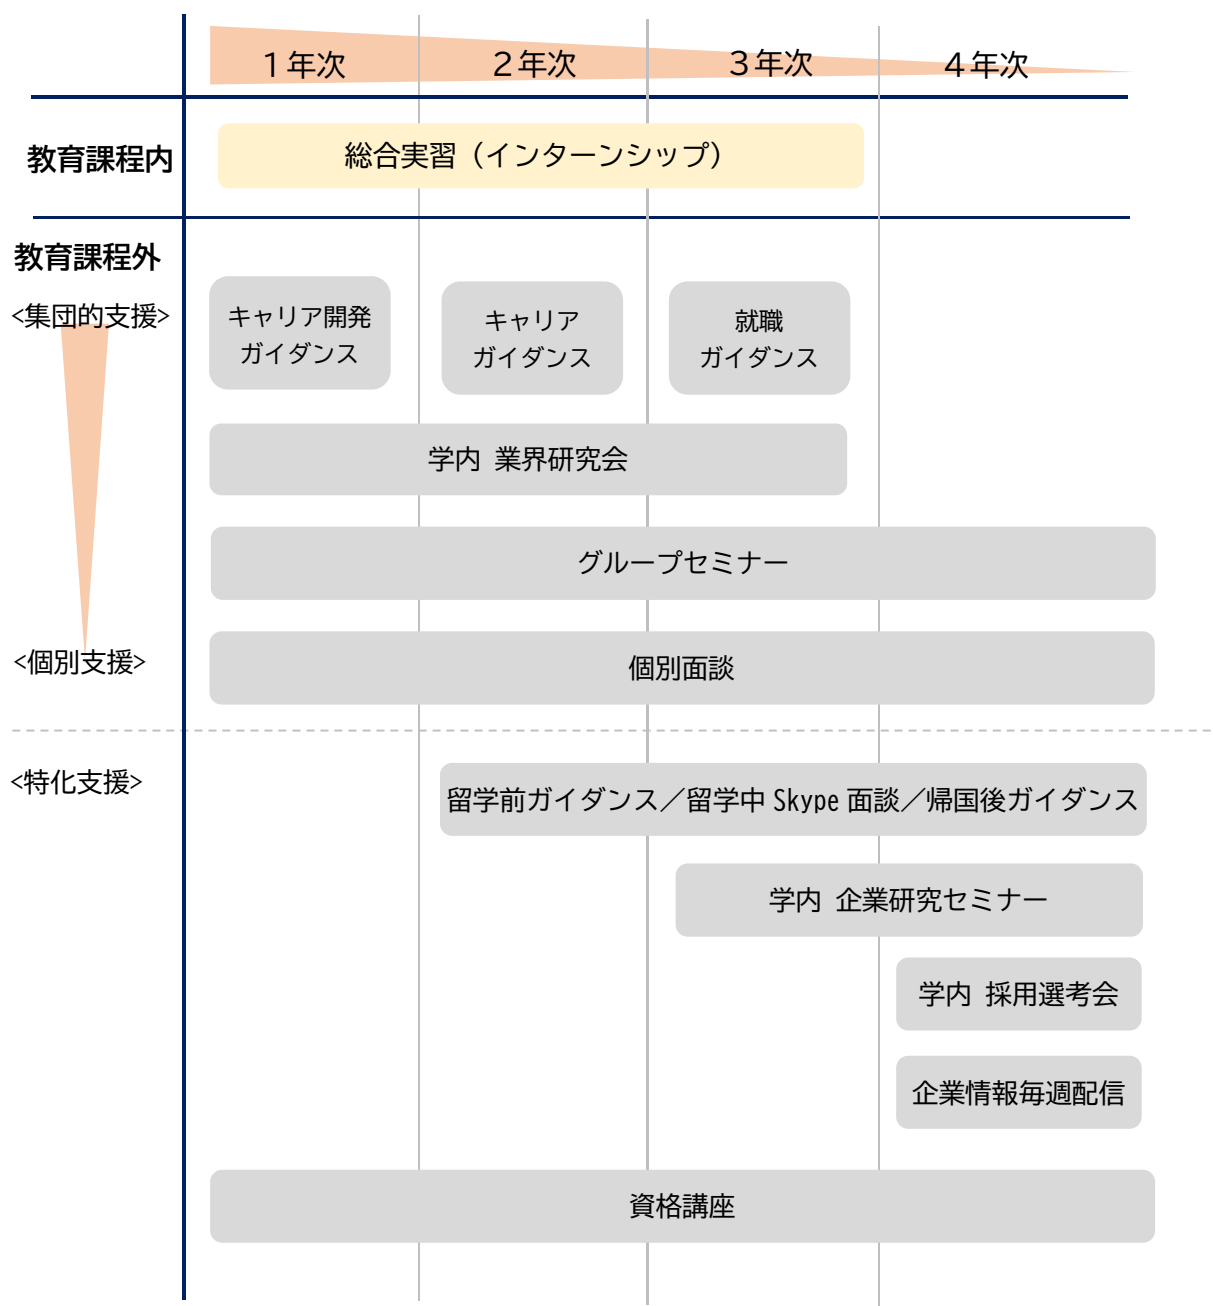 1年次
2年次
3年次
4年次
教育課程内
総合実習（インターンシップ）
教育課程外
<集団的支援>
キャリア開発
ガイダンス
キャリア
ガイダンス
就職
ガイダンス
学内 業界研究会
グループセミナー
<個別支援>
個別面談
<特化支援>
留学前ガイダンス／留学中 Skype 面談／帰国後ガイダンス
学内 企業研究セミナー
学内 採用選考会
企業情報毎週配信
資格講座